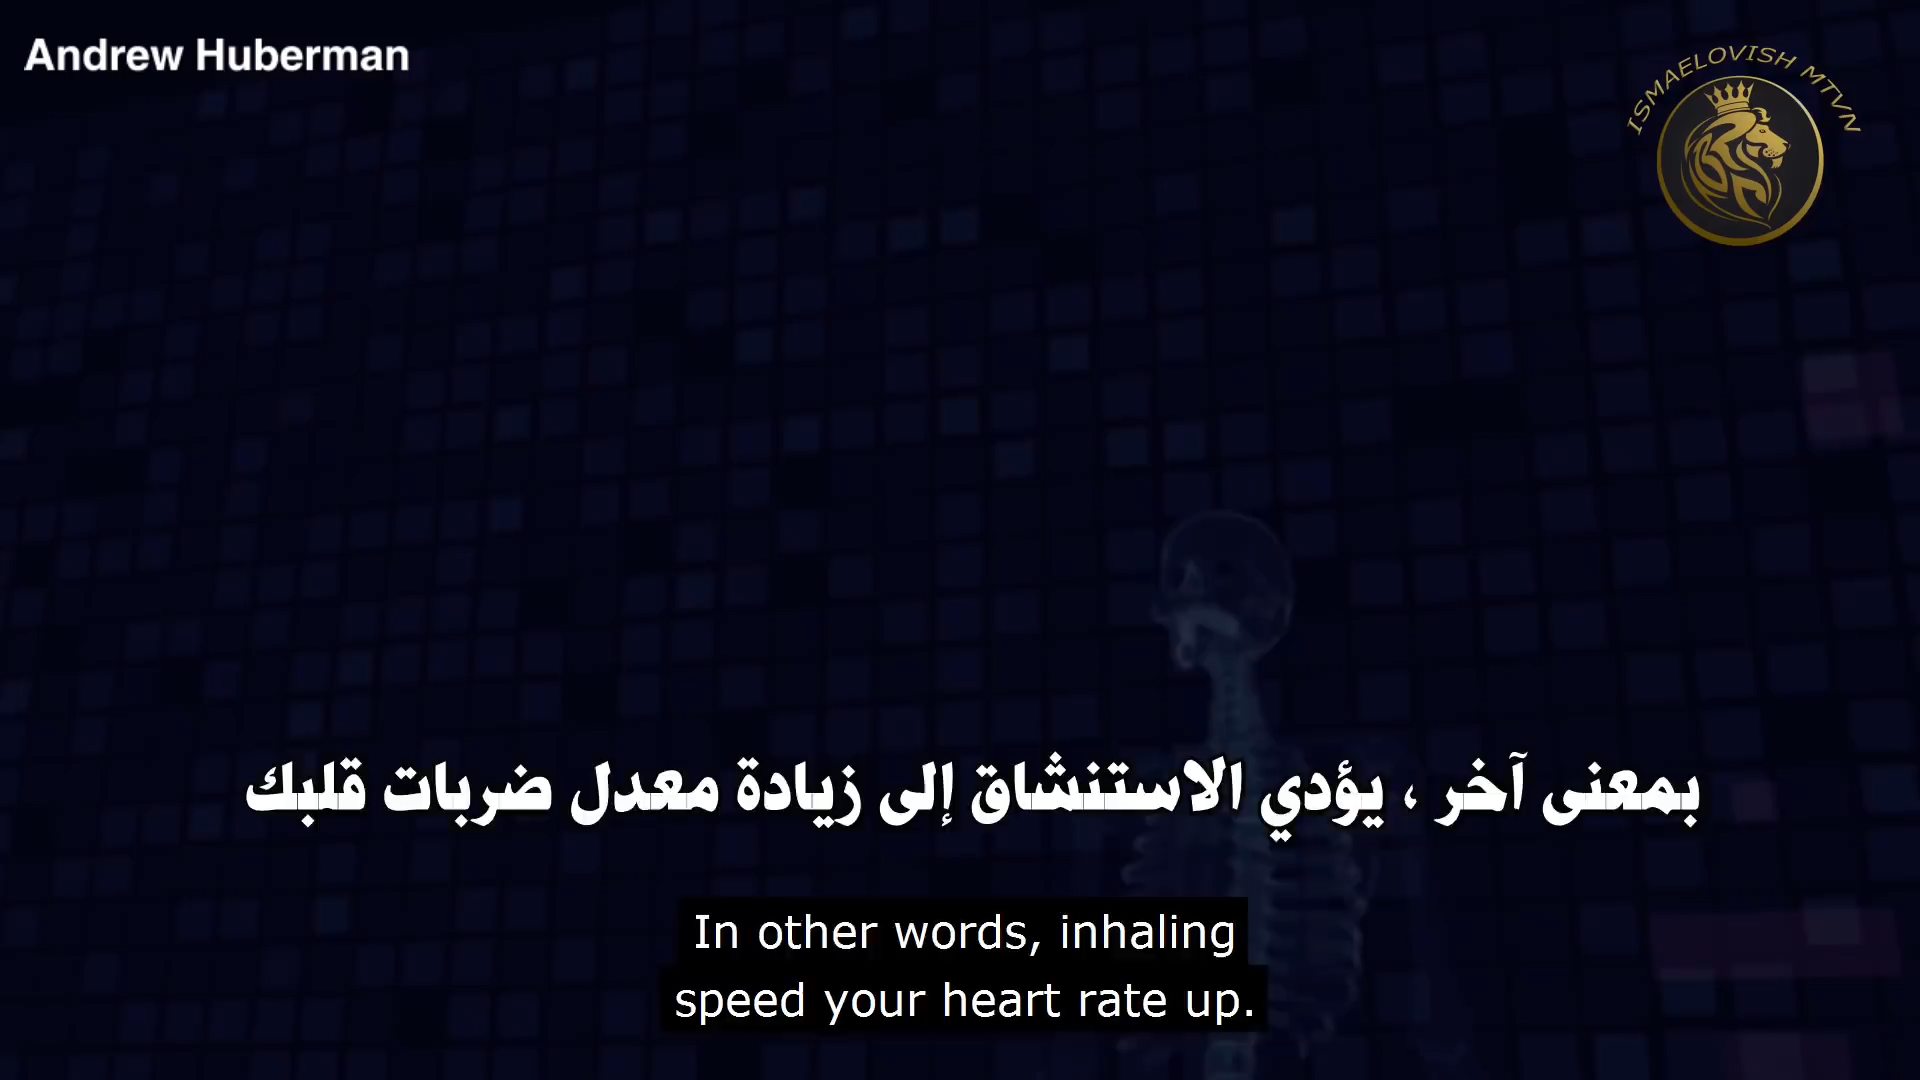 Andrew Huberman
ISMAELOVISH MTVN
بمعنى آخر ، يؤدي الاستنشاق إلى زيادة معدل ضربات قلبك
In other words, inhaling
speed your heart rate up.